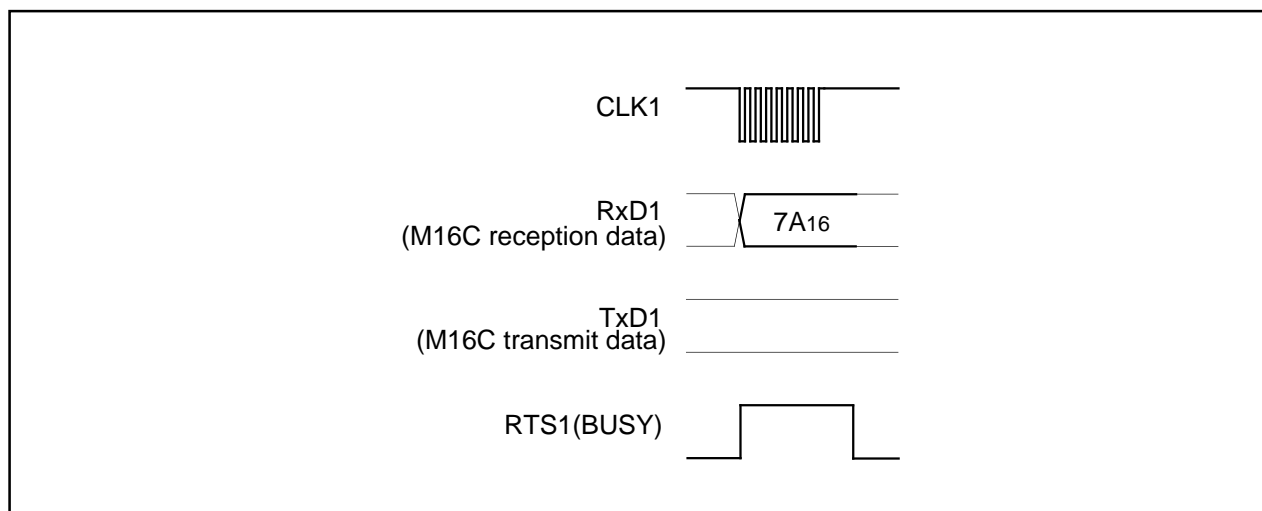 CLK1
RxD1
(M16C reception data)
7A16
TxD1
(M16C transmit data)
RTS1(BUSY)